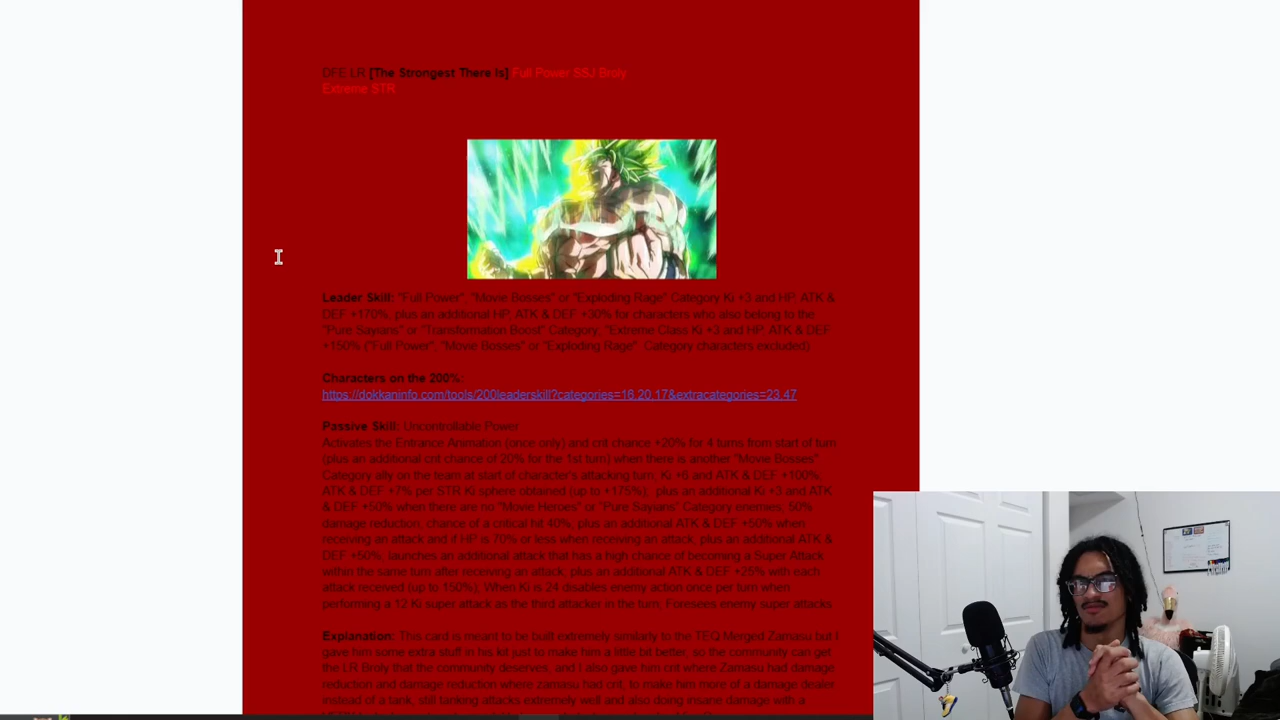 DFE LR [The Strongest There Is] Full Power SSJ Broly
Extreme STR
Leader Skill: "Full Power", "Movie Bosses" or "Exploding Rage" Category Ki +3 and HP, ATK &
DEF +170%, plus an additional HP, ATK & DEF +30% for characters who also belong to the
"Pure Sayians" or "Transformation Boost" Category; "Extreme Class Ki +3 and HP, ATK & DEF
+150% ("Full Power", "Movie Bosses" or "Exploding Rage" Category characters excluded)
Characters on the 200%:
https://dokkaninfo.com/tools/200leaderskill?categories=16,20,17&extracategories=23,47
Passive Skill: Uncontrollable Power
Activates the Entrance Animation (once only) and crit chance +20% for 4 turns from start of turn
(plus an additional crit chance of 20% for the 1st turn) when there is another "Movie Bosses"
Category ally on the team at start of character's attacking turn; Ki +6 and ATK & DEF +100%,
ATK & DEF +7% per STR Ki sphere obtained (up to +175%); plus an additional Ki +3 and ATK
& DEF +50% when there are no "Movie Heroes" or "Pure Sayians" Category enemies, 50%
damage reduction, chance of a critical hit 40%, plus an additional ATK & DEF +50% when
receiving an attack and if HP is 70% or less when receiving an attack, plus an additional ATK &
DEF +50%, launches an additional attack that has a high chance of becoming a Super Attack
within the same turn after receiving an attack; plus an additional ATK & DEF +25% with each
attack received (up to 150%); When Ki is 24 disables enemy action once per turn when
performing a 12 Ki super attack as the third attacker in the turn; Foresees enemy super attacks
Explanation: This card is meant to be built extremely similarly to the TEQ Merged Zamasu but I
gave him some extra stuff in his kit just to make him a little bit better, so the community can get
the LR Broly that the community deserves, and I also gave him crit where Zamasu had damage
reduction and damage reduction where zamasu had crit, to make him more of a damage dealer
instead of a tank, still tanking attacks extremely well and also doing insane damage with a